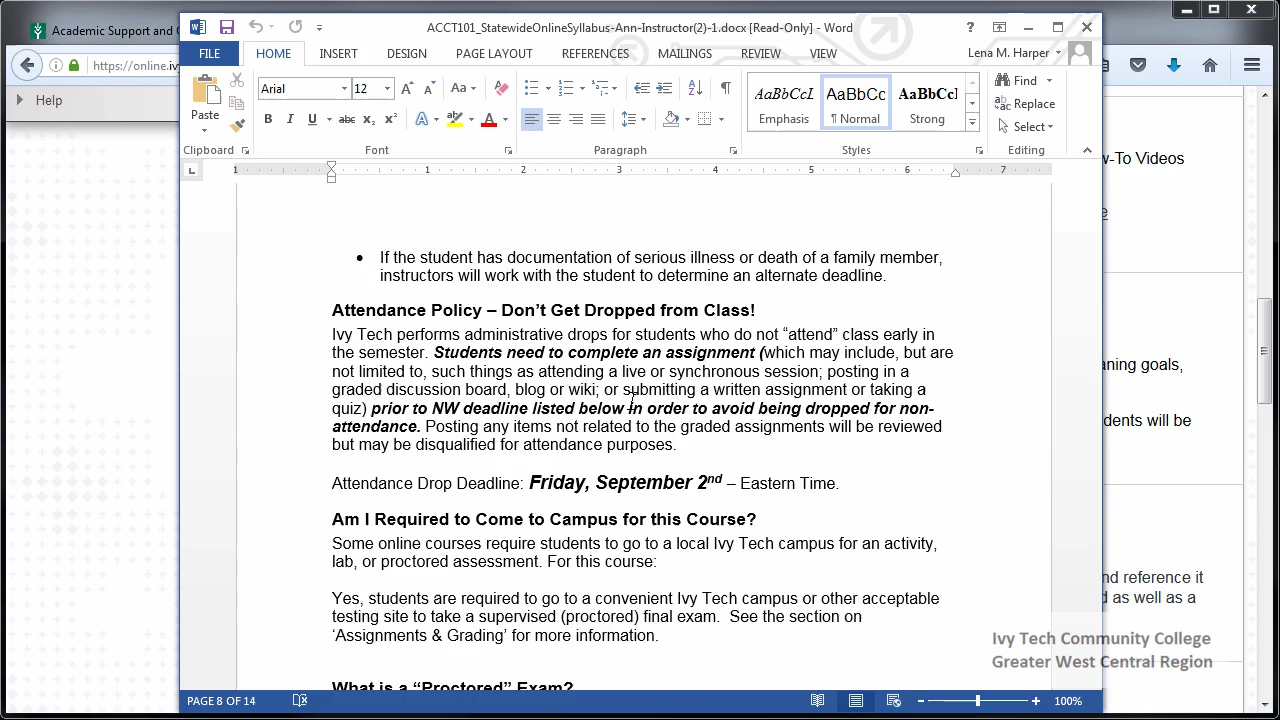 Academic Support and
ACCT101_StatewideOnlineSyllabus-Ann-Instructor(2)-1.docx [Read-Only] - Word
FILE HOME INSERT DESIGN PAGE LAYOUT REFERENCES MAILINGS REVIEW VIEW Lena M. Harper
https://online.iv
Help
Paste
Arial 12
Aa
AaBbCcI AaBbCc AaBbCcI
Emphasis ¶ Normal Strong
Find
Replace
Select
Clipboard Font Paragraph Styles Editing
1 1 2 3 4 5 6 7
w-To Videos
• If the student has documentation of serious illness or death of a family member,
instructors will work with the student to determine an alternate deadline.
Attendance Policy – Don’t Get Dropped from Class!
Ivy Tech performs administrative drops for students who do not “attend” class early in
the semester. Students need to complete an assignment (which may include, but are
not limited to, such things as attending a live or synchronous session; posting in a
graded discussion board, blog or wiki; or submitting a written assignment or taking a
quiz) prior to NW deadline listed below in order to avoid being dropped for non-
attendance. Posting any items not related to the graded assignments will be reviewed
but may be disqualified for attendance purposes.
Attendance Drop Deadline: Friday, September 2nd – Eastern Time.
Am I Required to Come to Campus for this Course?
Some online courses require students to go to a local Ivy Tech campus for an activity,
lab, or proctored assessment. For this course:
Yes, students are required to go to a convenient Ivy Tech campus or other acceptable
testing site to take a supervised (proctored) final exam. See the section on
‘Assignments & Grading’ for more information.
What is a “Proctored” Exam?
aning goals,
dents will be
nd reference it
d as well as a
Ivy Tech Community College
Greater West Central Region
PAGE 8 OF 14
100%